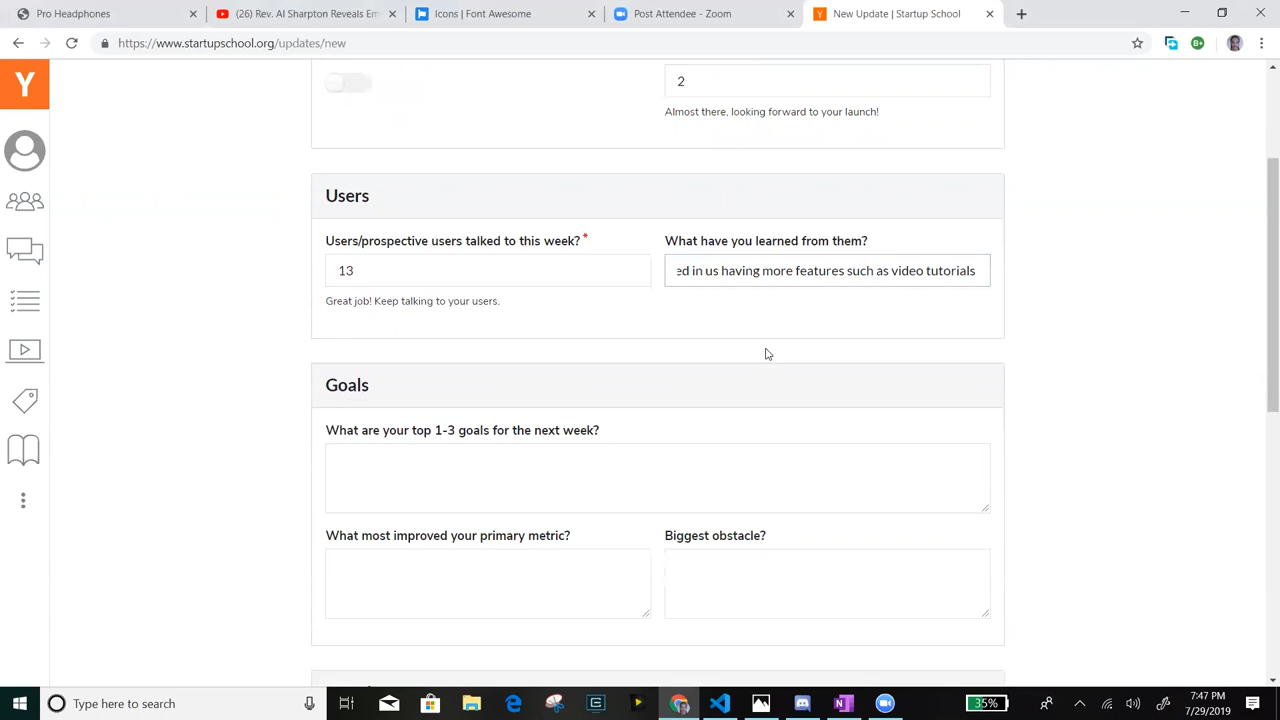 Pro Headphones
(26) Rev. Al Sharpton Reveals Em
Icons | Font Awesome
Post Attendee - Zoom
New Update | Startup School
https://www.startupschool.org/updates/new
Y
2
Almost there, looking forward to your launch!
Users
Users/prospective users talked to this week? *
What have you learned from them?
13
ed in us having more features such as video tutorials
Great job! Keep talking to your users.
Goals
What are your top 1-3 goals for the next week?
What most improved your primary metric?
Biggest obstacle?
Type here to search
35%
7:47 PM
7/29/2019